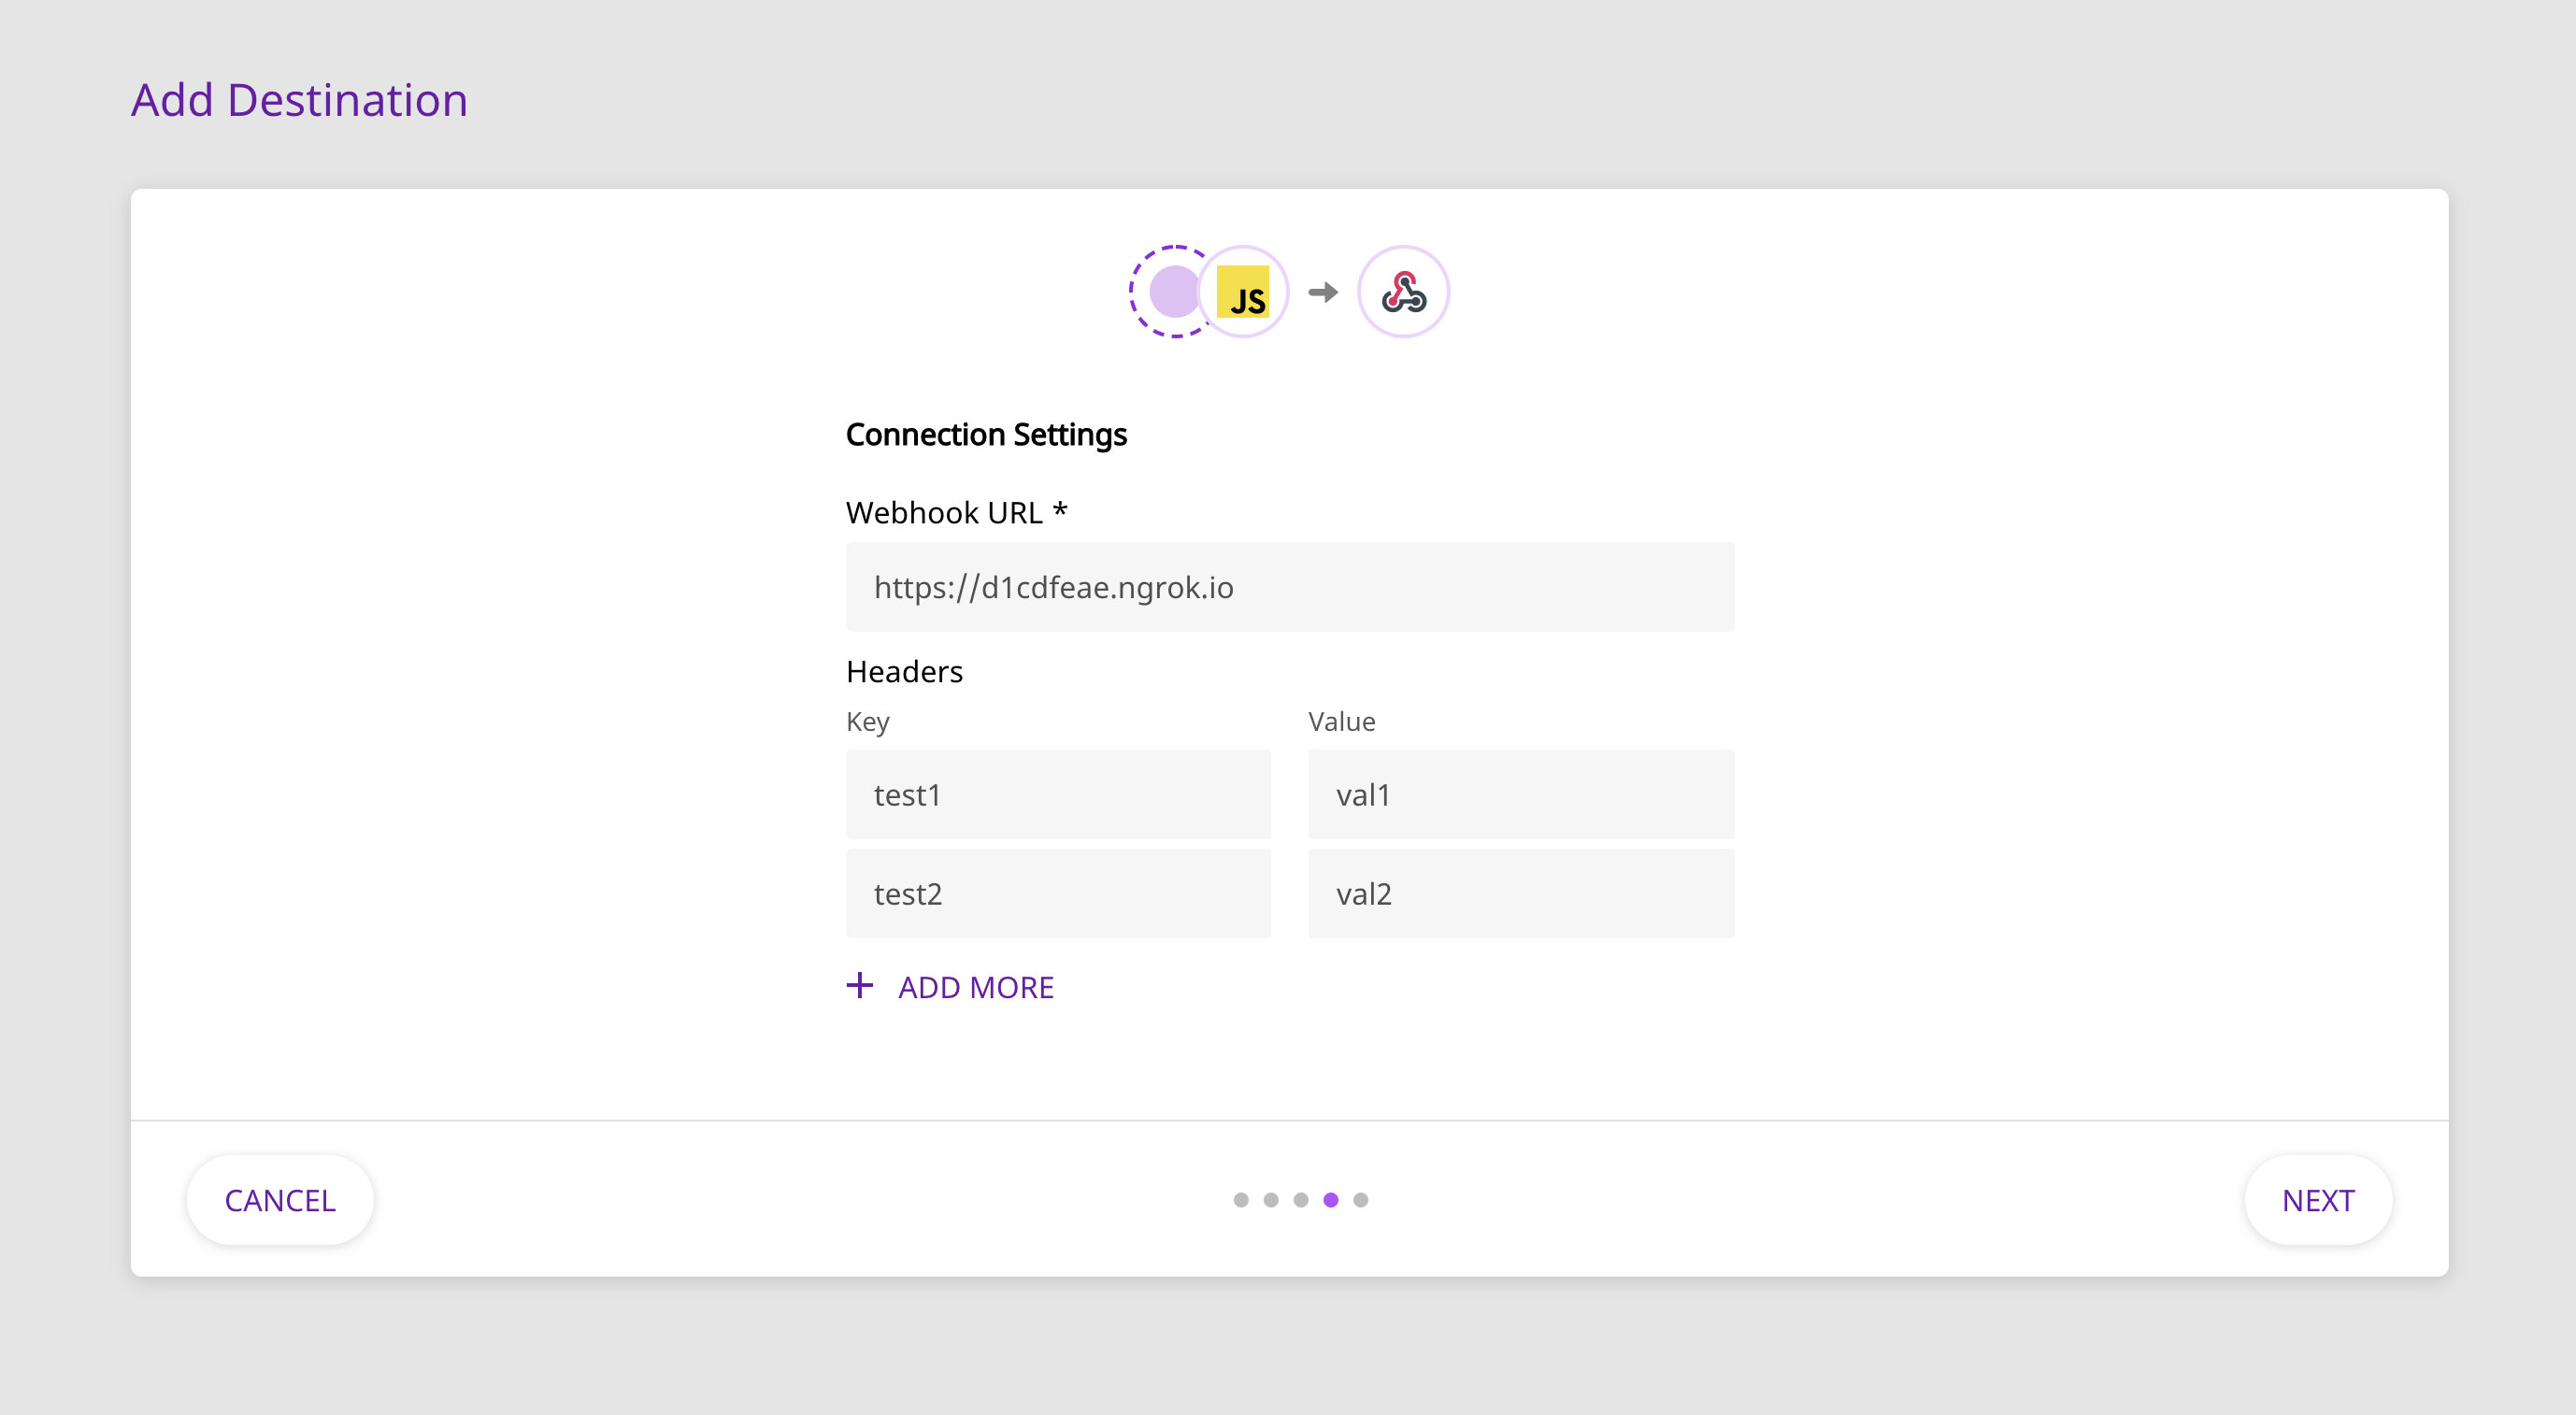 Add Destination
JS
Connection Settings
Webhook URL *
https://d1cdfeae.ngrok.io
Headers
Key Value
test1 val1
test2 val2
+ ADD MORE
CANCEL NEXT